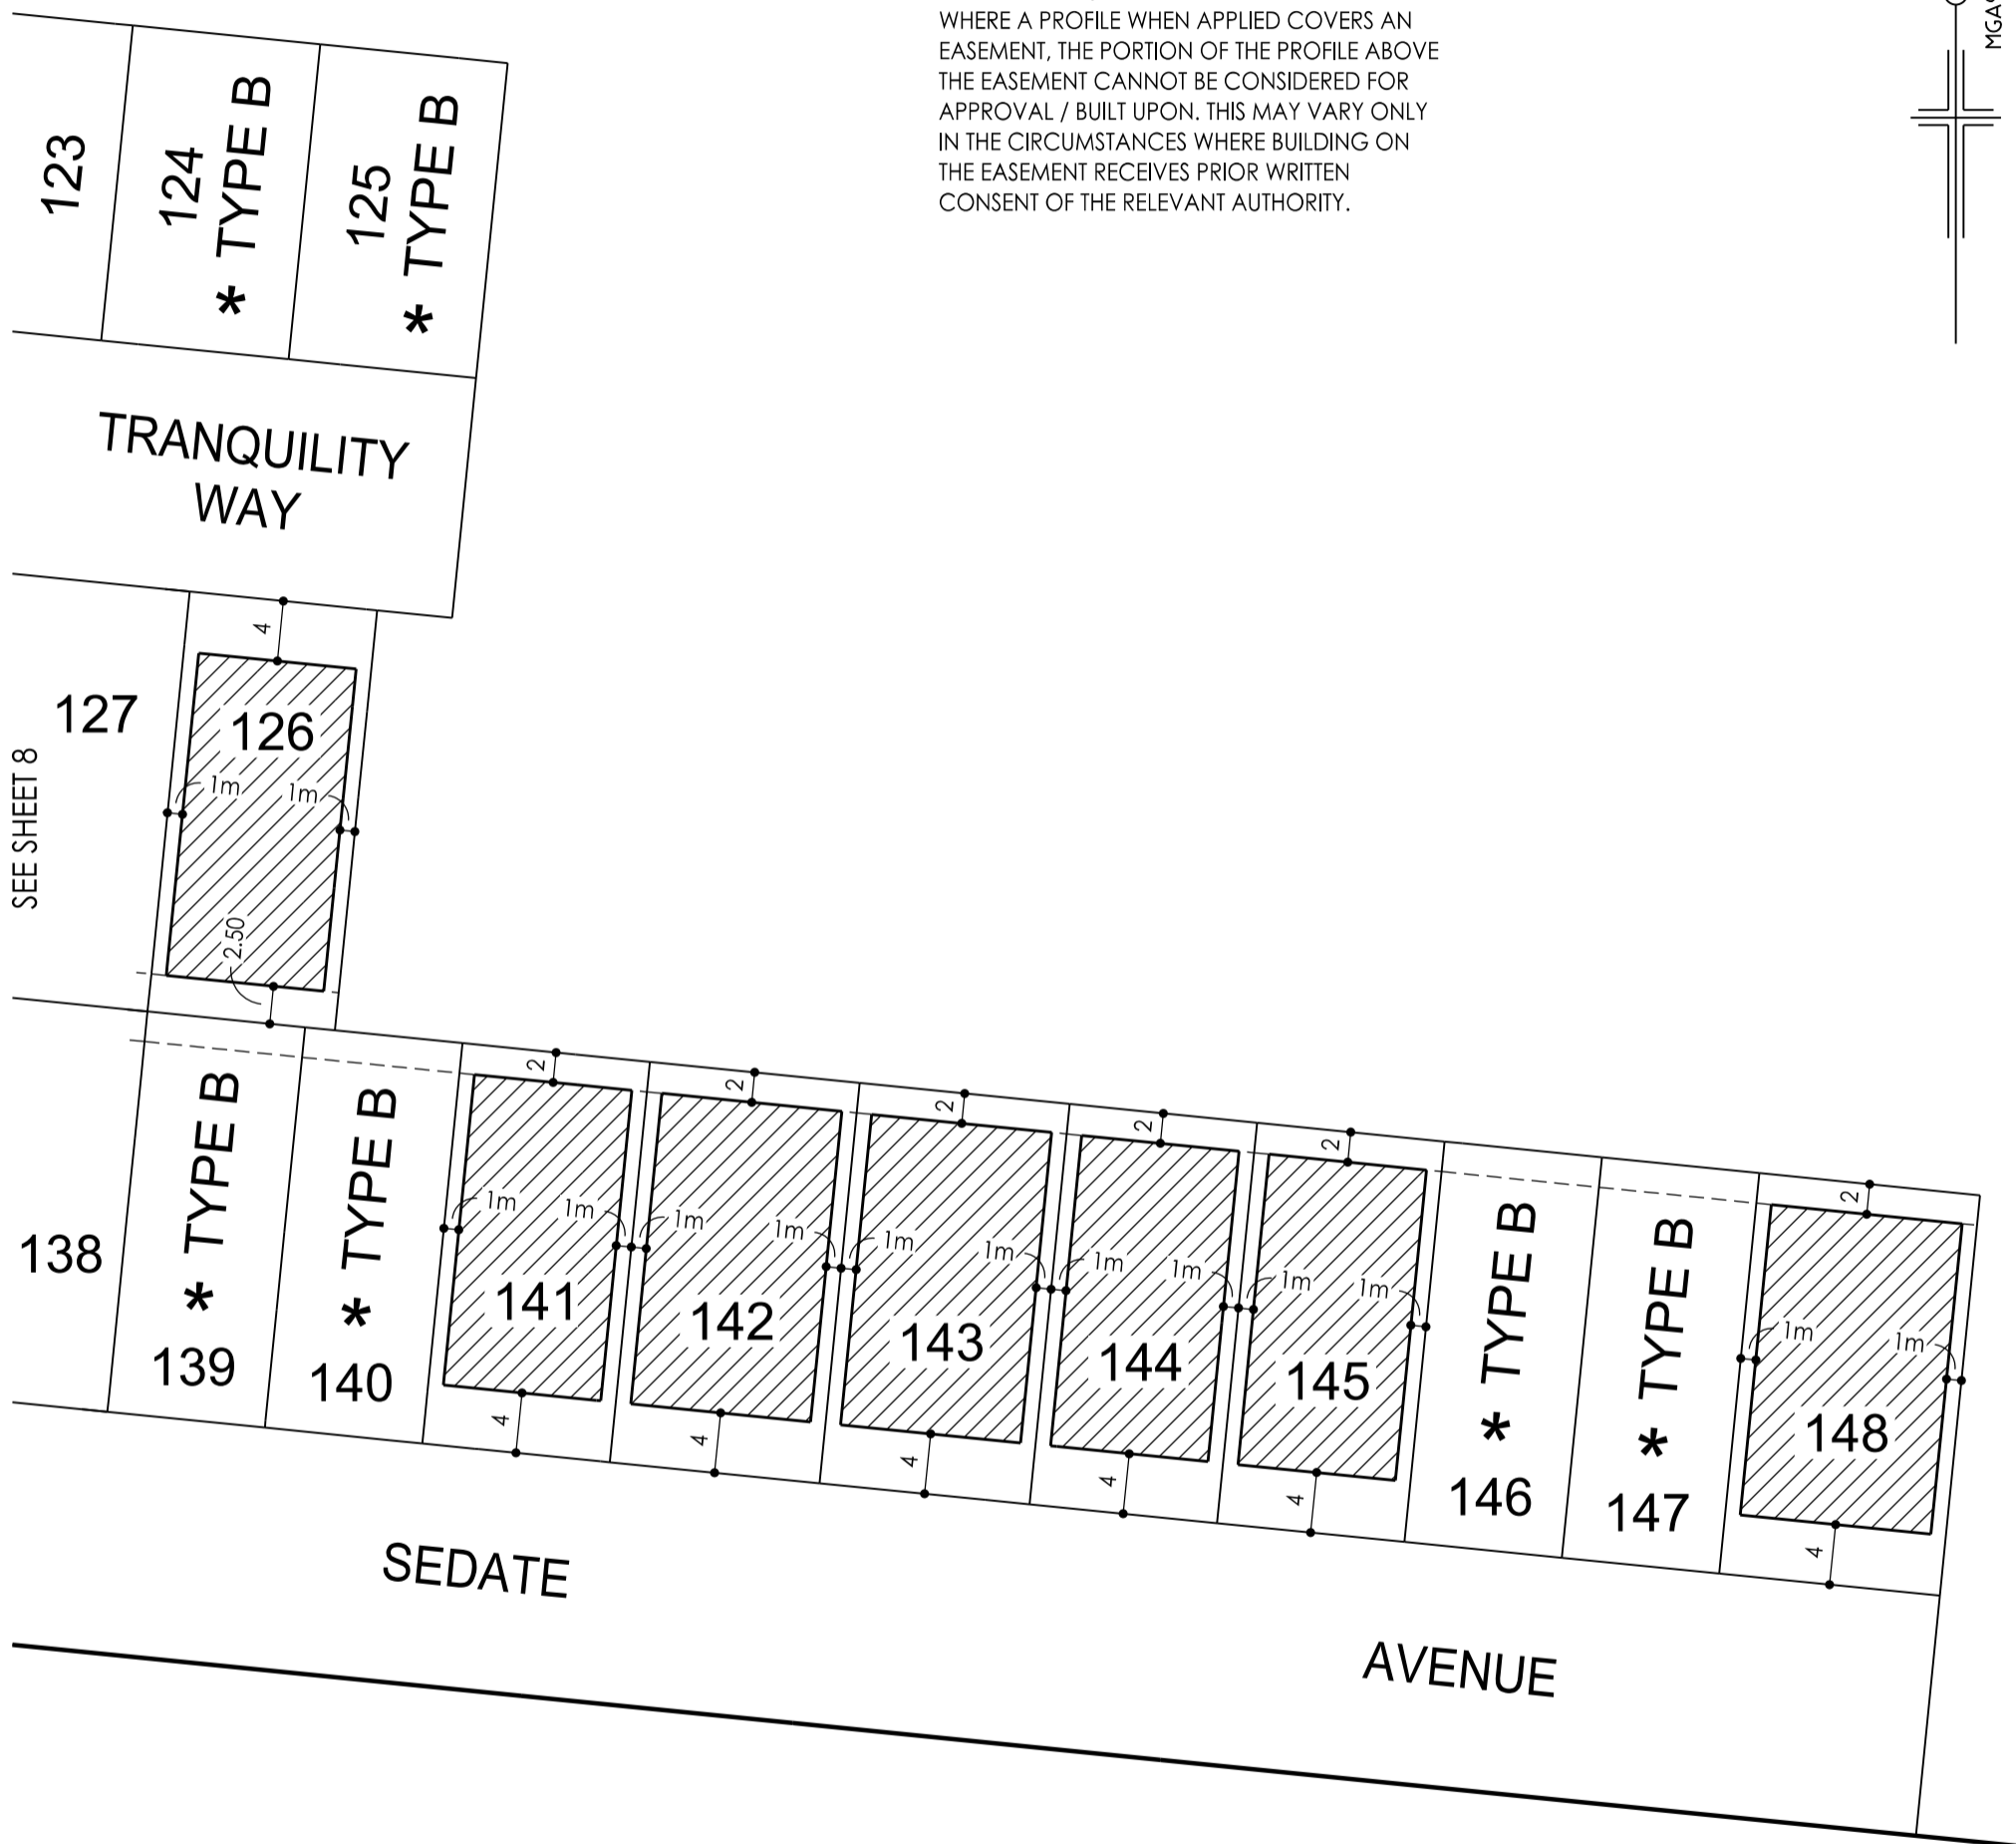 WHERE A PROFILE WHEN APPLIED COVERS AN
EASEMENT, THE PORTION OF THE PROFILE ABOVE
THE EASEMENT CANNOT BE CONSIDERED FOR
APPROVAL / BUILT UPON. THIS MAY VARY ONLY
IN THE CIRCUMSTANCES WHERE BUILDING ON
THE EASEMENT RECEIVES PRIOR WRITTEN
CONSENT OF THE RELEVANT AUTHORITY.
123
124
* TYPE B
125
* TYPE B
TRANQUILITY
WAY
4
127
126
1m
1m
2.50
SEE SHEET 8
138
* TYPE B
139
* TYPE B
140
2
1m
1m
141
4
2
1m
1m
142
4
2
1m
1m
143
4
2
1m
1m
144
4
2
1m
1m
145
4
* TYPE B
146
* TYPE B
147
2
1m
1m
148
4
SEDATE
AVENUE